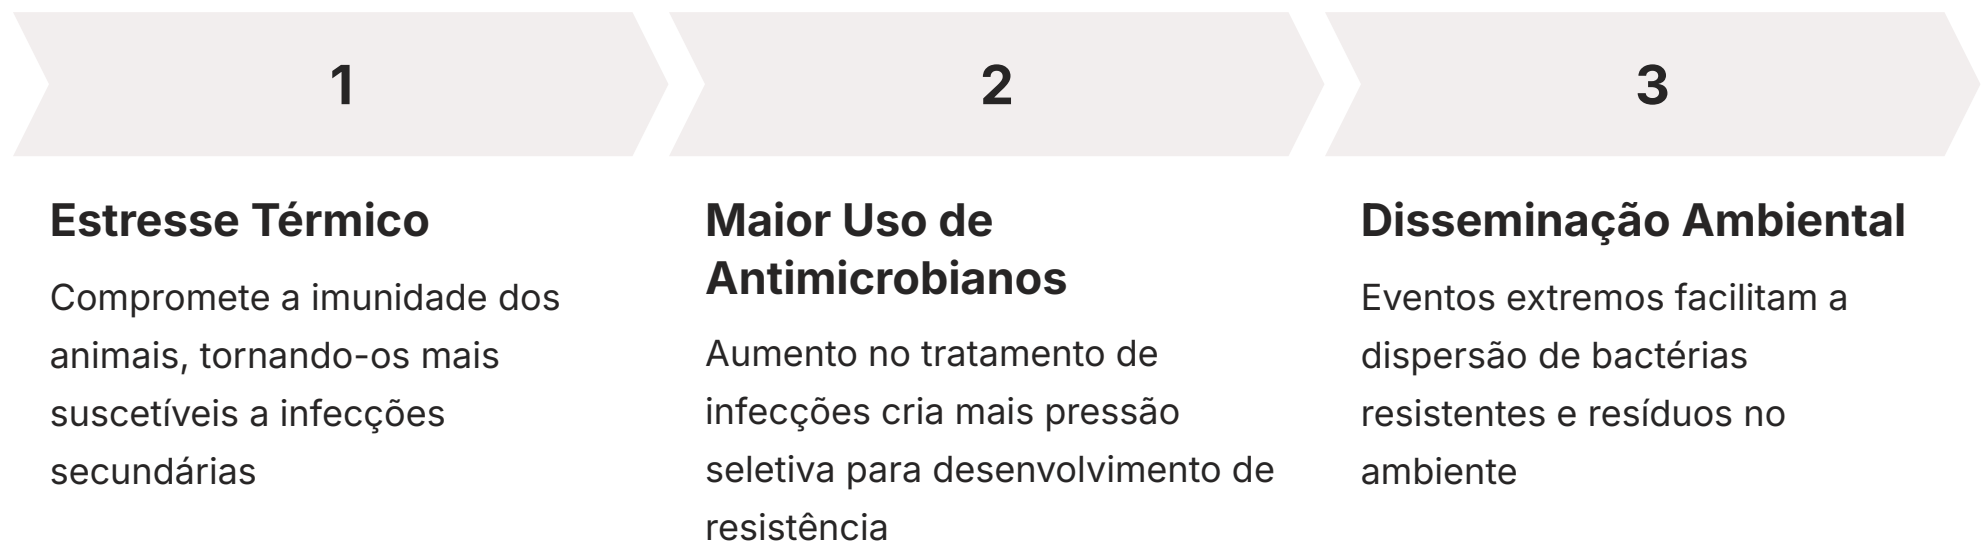 1
Estresse Térmico
Compromete a imunidade dos
animais, tornando-os mais
suscetíveis a infecções
secundárias
2
Maior Uso de
Antimicrobianos
Aumento no tratamento de
infecções cria mais pressão
seletiva para desenvolvimento de
resistência
3
Disseminação Ambiental
Eventos extremos facilitam a
dispersão de bactérias
resistentes e resíduos no
ambiente